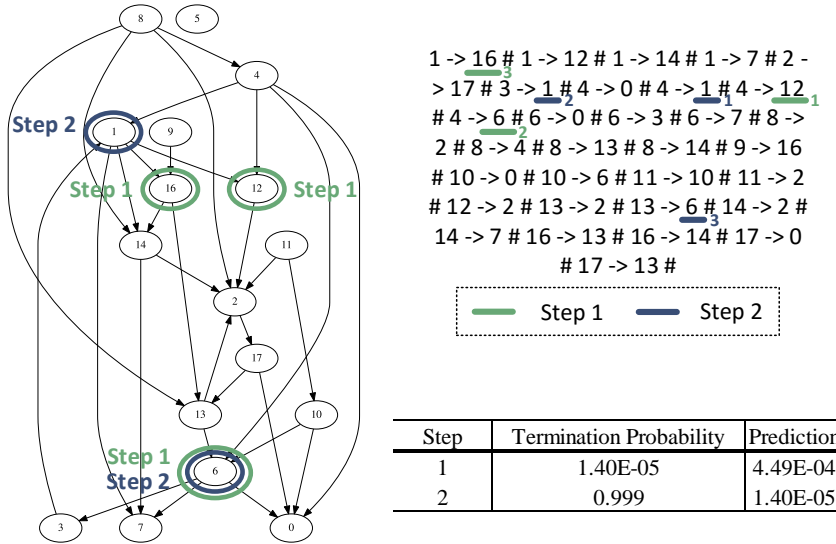 8 5
4
Step 2 1 9
Step 1 16 12 Step 1
14 11
2
17
13 10
Step 1
Step 2 6
3 7 0
1 -> 16 # 1 -> 12 # 1 -> 14 # 1 -> 7 # 2 -
3
> 17 # 3 -> 1 # 4 -> 0 # 4 -> 1 # 4 -> 12
2 1 1
# 4 -> 6 # 6 -> 0 # 6 -> 3 # 6 -> 7 # 8 ->
2
2 # 8 -> 4 # 8 -> 13 # 8 -> 14 # 9 -> 16
# 10 -> 0 # 10 -> 6 # 11 -> 10 # 11 -> 2
# 12 -> 2 # 13 -> 2 # 13 -> 6 # 14 -> 2 #
3
14 -> 7 # 16 -> 13 # 16 -> 14 # 17 -> 0
# 17 -> 13 #
Step 1 Step 2
Step Termination Probability Prediction
1 1.40E-05 4.49E-04
2 0.999 1.40E-05